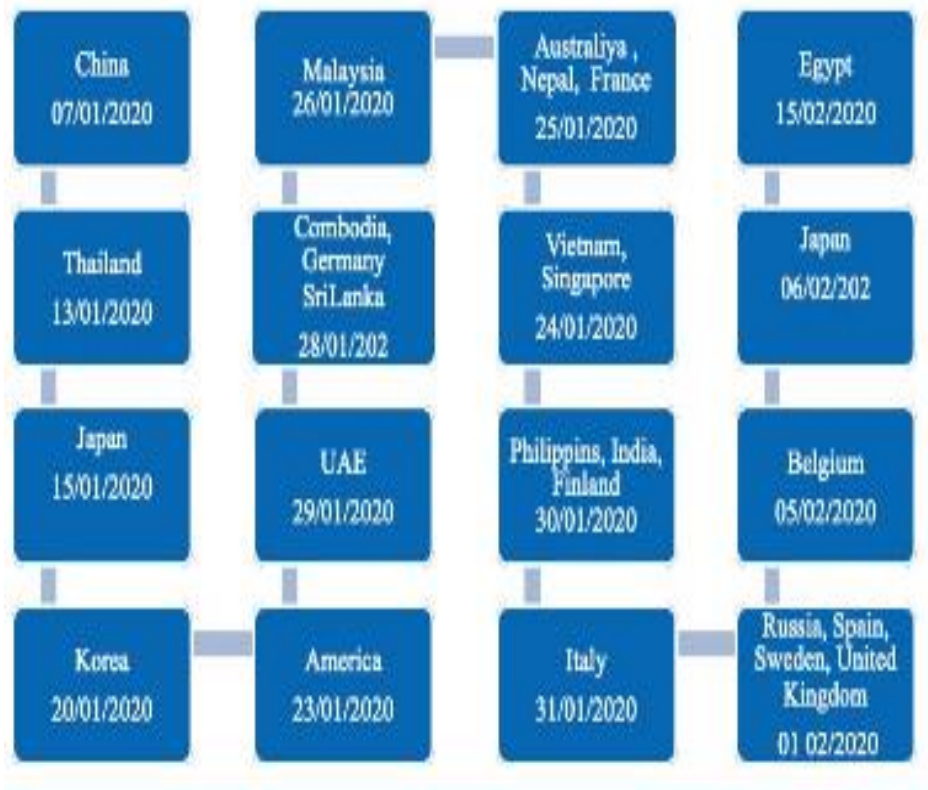 China
07/01/2020
Thailand
13/01/2020
Japan
15/01/2020
Korea
20/01/2020
America
23/01/2020
UAE
29/01/2020
Combodia,
Germany
SriLanka
28/01/202
Malaysia
26/01/2020
Australiya ,
Nepal, France
25/01/2020
Vietnam,
Singapore
24/01/2020
Philippins, India,
Finland
30/01/2020
Italy
31/01/2020
Russia, Spain,
Sweden, United
Kingdom
01 02/2020
Belgium
05/02/2020
Japan
06/02/202
Egypt
15/02/2020